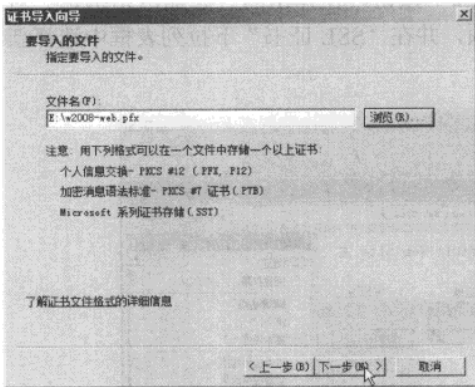 证书导入向导
要导入的文件
指定要导入的文件。
文件名(F):
E:\w2008-web.pfx
浏览(R)...
注意: 用下列格式可以在一个文件中存储一个以上证书:
个人信息交换- PKCS #12 (.PFX,.P12)
加密消息语法标准- PKCS #7 证书(.P7B)
Microsoft 系列证书存储(.SST)
了解证书文件格式的详细信息
< 上一步(B) 下一步(N) > 取消